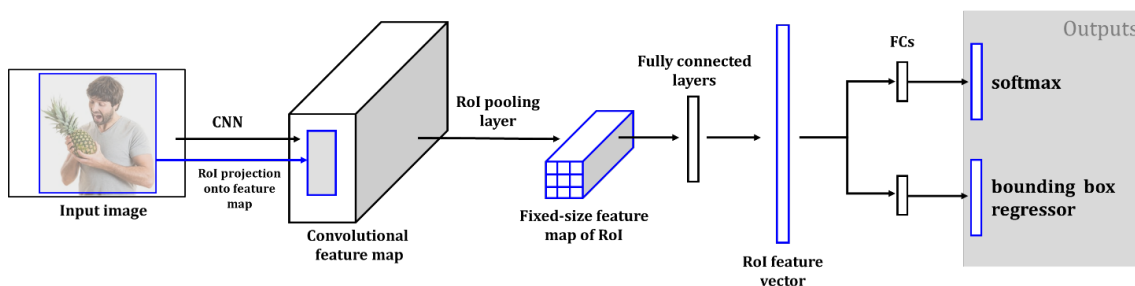 Input image
CNN
RoI projection
onto feature
map
Convolutional
feature map
RoI pooling
layer
Fixed-size feature
map of RoI
Fully connected
layers
RoI feature
vector
FCs
Outputs
softmax
bounding box
regressor